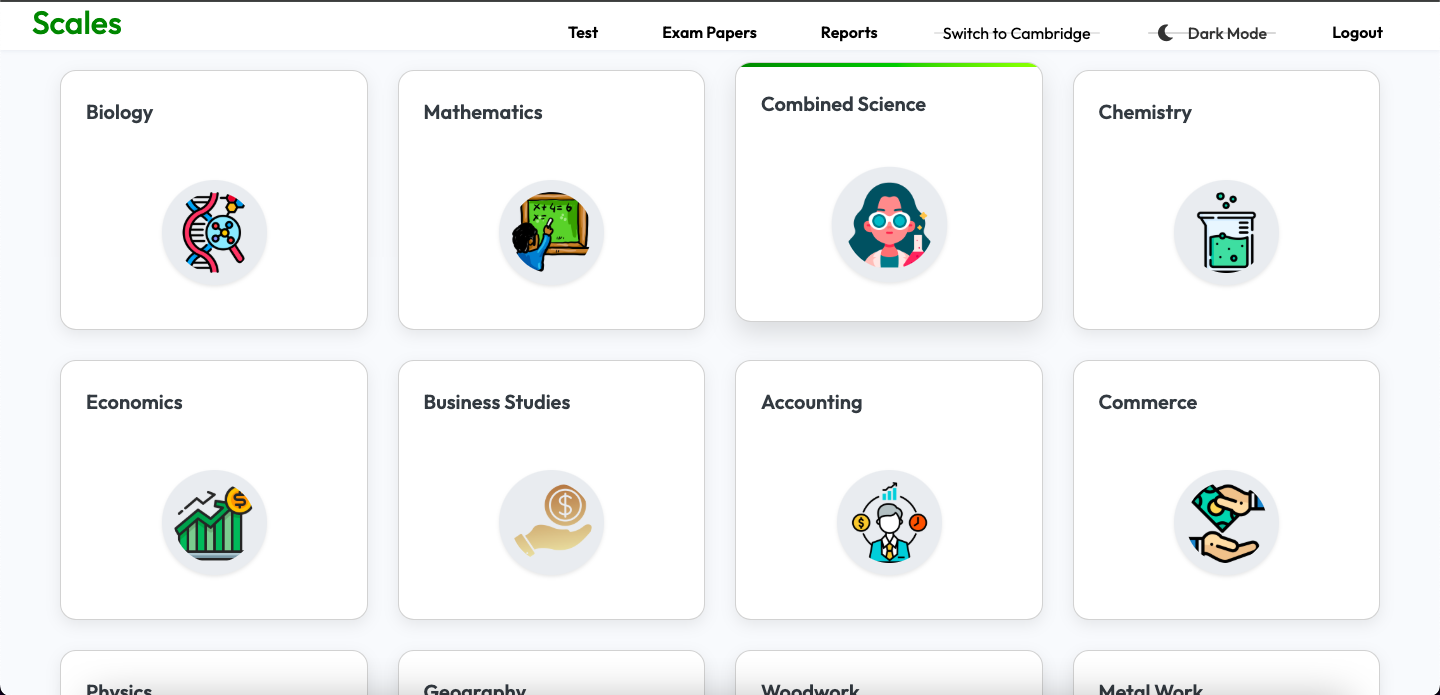 Scales
Test Exam Papers Reports Switch to Cambridge Dark Mode Logout
Biology Mathematics Combined Science Chemistry
x + 4 = 6
x =
Economics Business Studies Accounting Commerce
Physics Geography Woodwork Metal Work